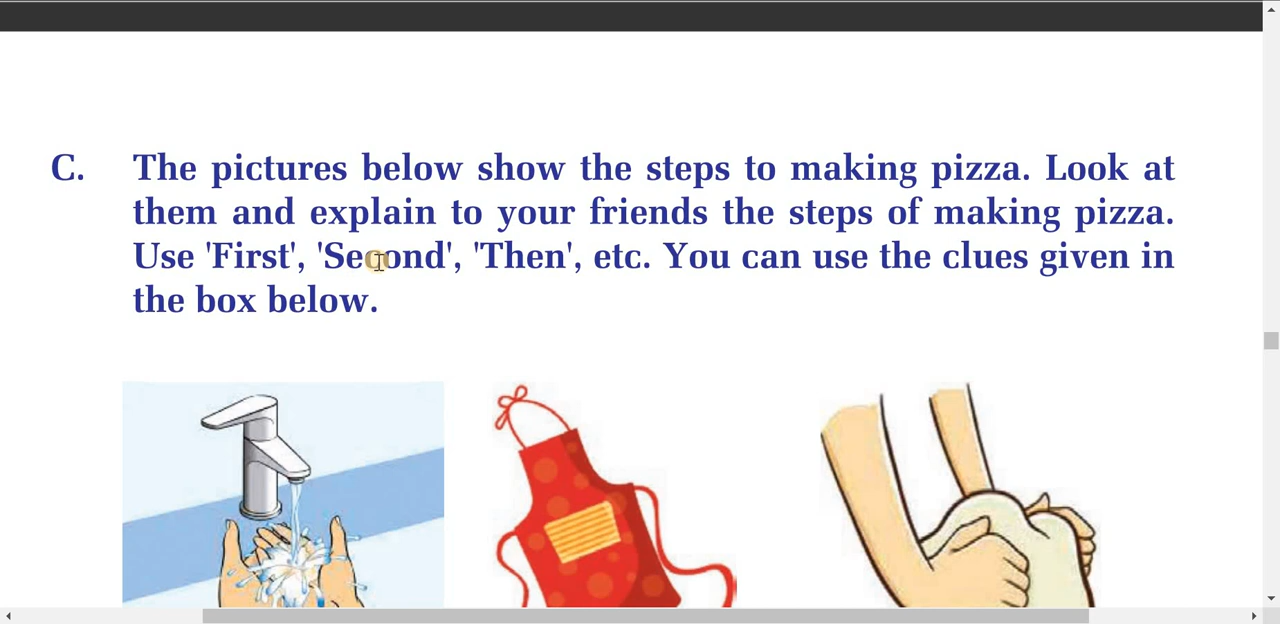 C. The pictures below show the steps to making pizza. Look at
them and explain to your friends the steps of making pizza.
Use 'First', 'Second', 'Then', etc. You can use the clues given in
the box below.